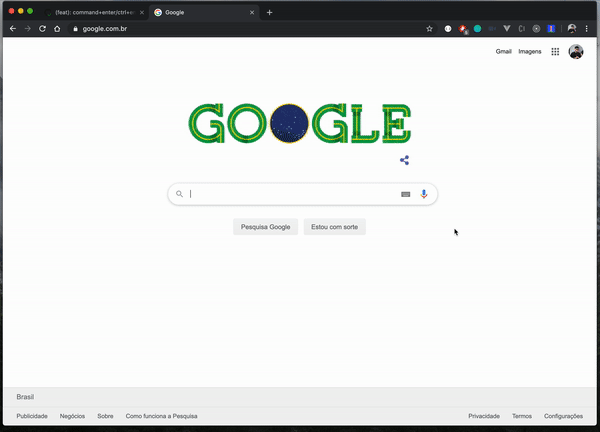 (feat): command+enter/ctrl+e
Google
google.com.br
Gmail Imagens
GOOGLE
Pesquisa Google Estou com sorte
Brasil
Publicidade Negócios Sobre Como funciona a Pesquisa Privacidade Termos Configurações